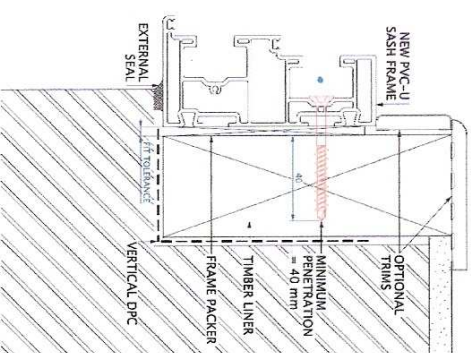 NEW PVC-U
SASH FRAME
EXTERNAL
SEAL
FIT TOLERANCE
40
OPTIONAL
TRIMS
MINIMUM
PENETRATION
= 40 mm
TIMBER LINER
FRAME PACKER
VERTICAL DPC